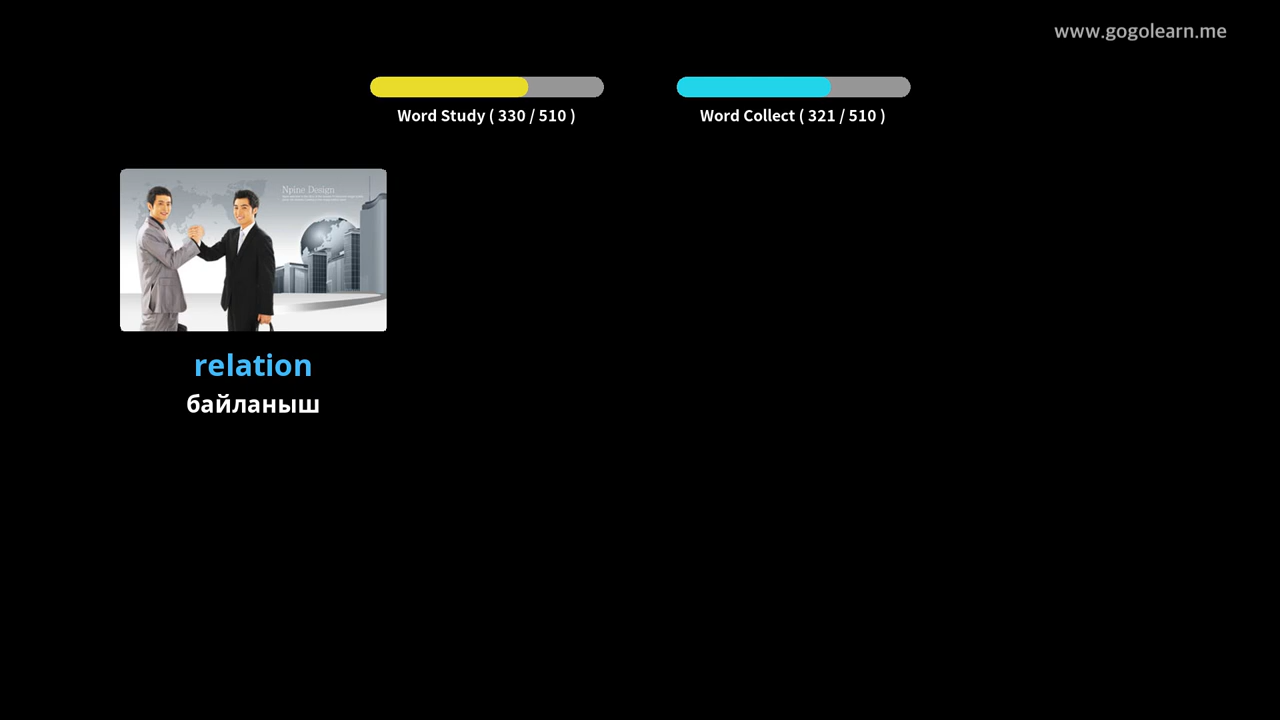 www.gogolearn.me
Word Study ( 330 / 510 )
Word Collect ( 321 / 510 )
Npine Design
relation
байланыш